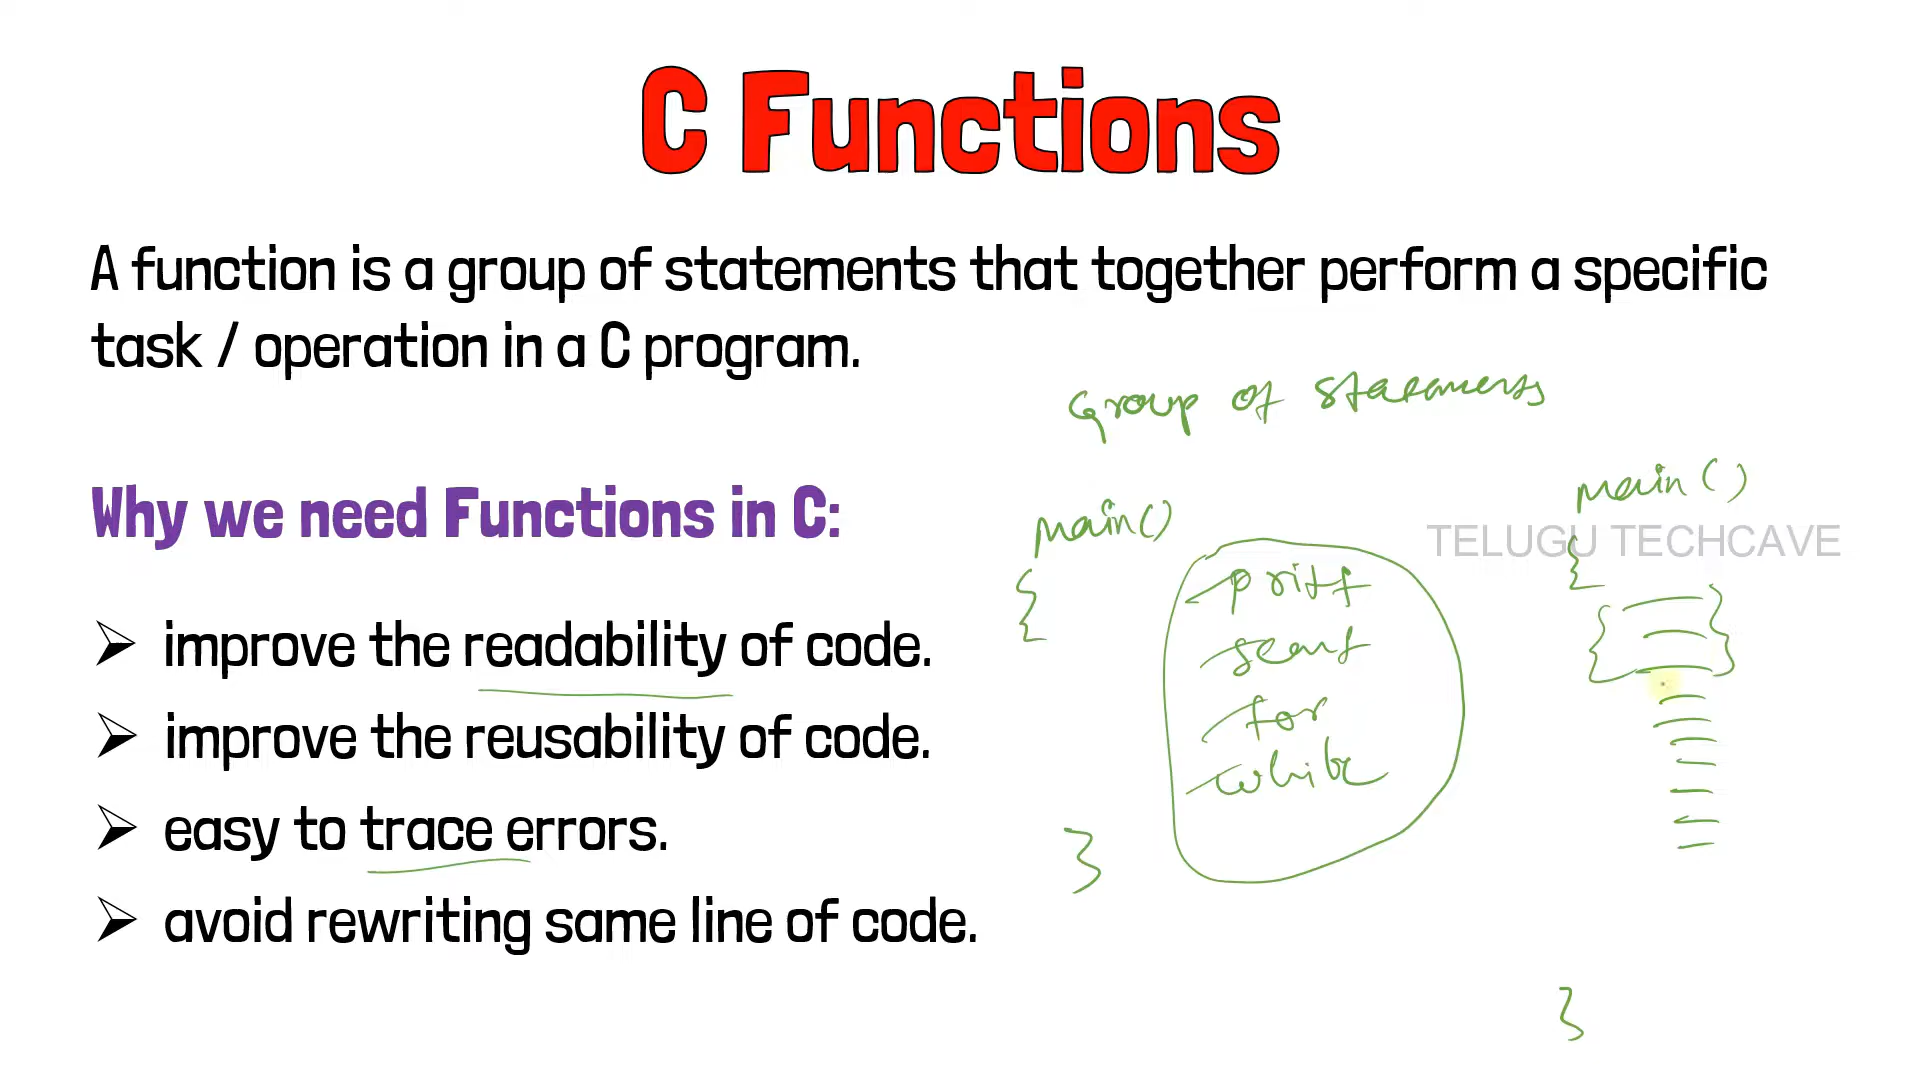 C Functions
A function is a group of statements that together perform a specific
task / operation in a C program.
Group of statements
Why we need Functions in C:
main()
main()
TELUGU TECHCAVE
{
{
➢ improve the readability of code.
➢ improve the reusability of code.
➢ easy to trace errors.
➢ avoid rewriting same line of code.
pritf
scanf
for
while
}
}